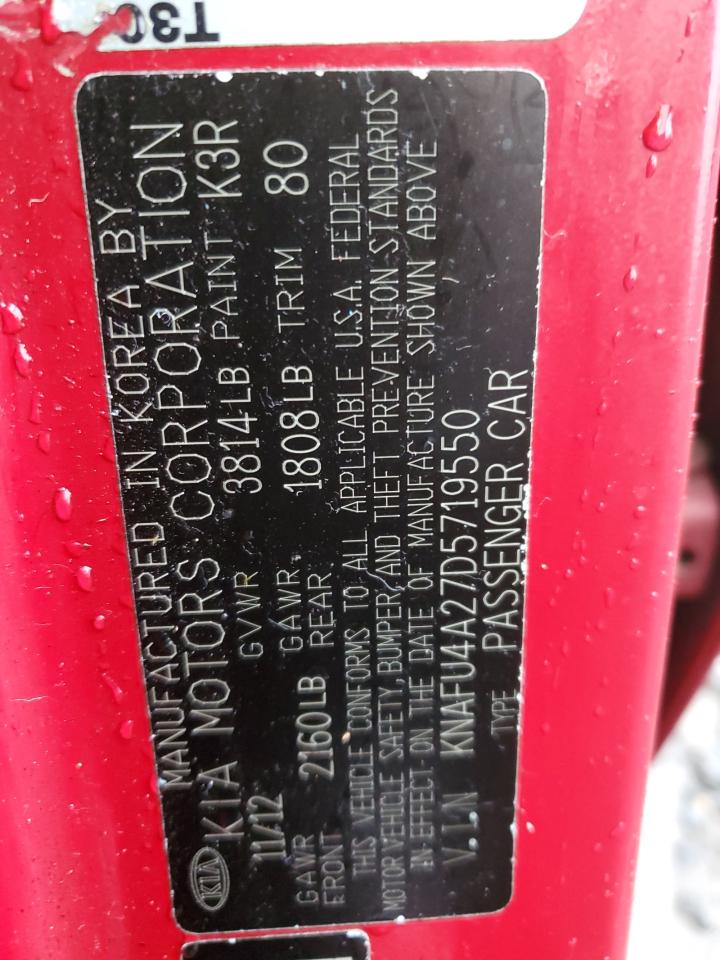 T30
MANUFACTURED IN KOREA BY
KIA KIA MOTORS CORPORATION
11/12 GVWR 3814LB PAINT K3R
GAWR FRONT 2160LB GAWR REAR 1808LB TRIM 80
THIS VEHICLE CONFORMS TO ALL APPLICABLE U.S.A. FEDERAL
MOTOR VEHICLE SAFETY, BUMPER, AND THEFT PREVENTION STANDARDS
IN EFFECT ON THE DATE OF MANUFACTURE SHOWN ABOVE
V.I.N KNAFU4A27D5719550
TYPE PASSENGER CAR